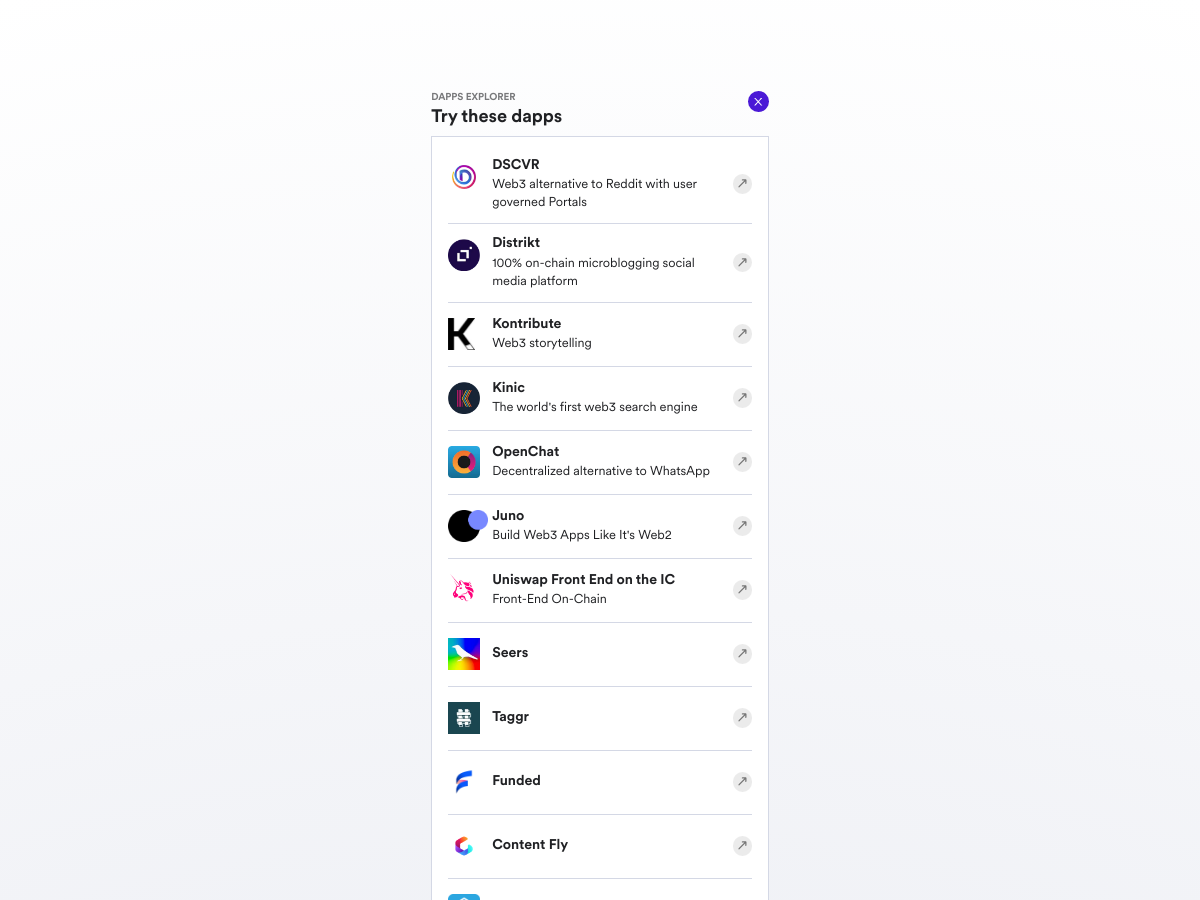 DAPPS EXPLORER
Try these dapps
DSCVR
Web3 alternative to Reddit with user
governed Portals
Distrikt
100% on-chain microblogging social
media platform
Kontribute
Web3 storytelling
Kinic
The world's first web3 search engine
OpenChat
Decentralized alternative to WhatsApp
Juno
Build Web3 Apps Like It's Web2
Uniswap Front End on the IC
Front-End On-Chain
Seers
Taggr
Funded
Content Fly